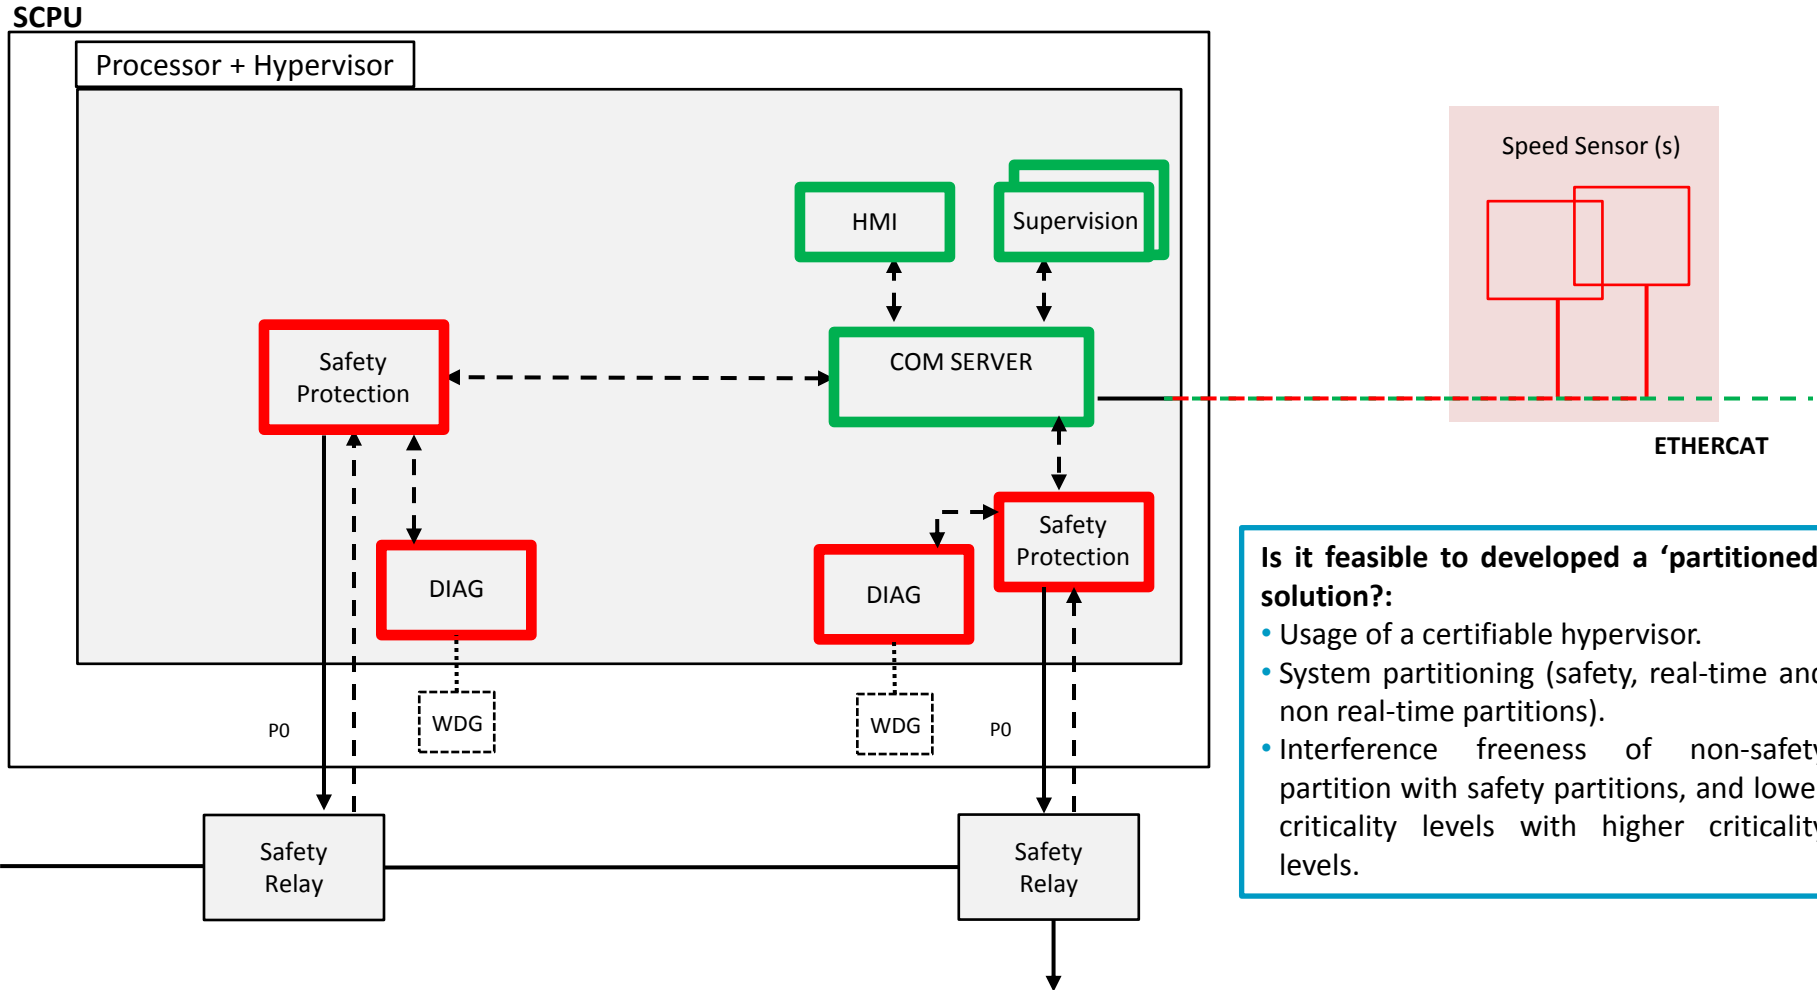 SCPU
Processor + Hypervisor
Speed Sensor (s)
HMI
Supervision
Safety
Protection
COM SERVER
ETHERCAT
Safety
Protection
DIAG
DIAG
WDG
WDG
P0
P0
Safety
Relay
Safety
Relay
Is it feasible to developed a ‘partitioned
solution?:
• Usage of a certifiable hypervisor.
• System partitioning (safety, real-time and
non real-time partitions).
• Interference freeness of non-safety
partition with safety partitions, and lowe
criticality levels with higher criticality
levels.